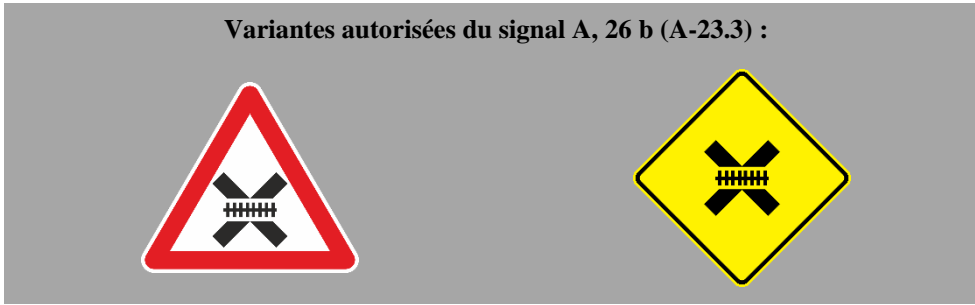 Variantes autorisées du signal A, 26 b (A-23.3) :